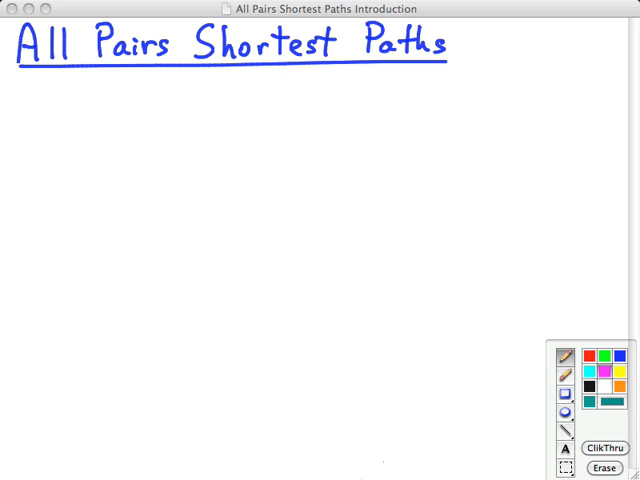 All Pairs Shortest Paths Introduction
All Pairs Shortest Paths
A
ClikThru
Erase